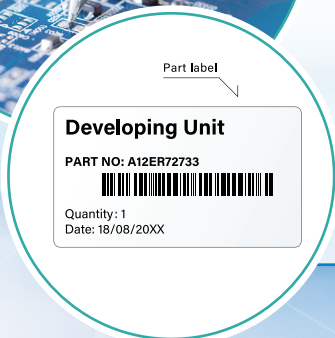 Part label
Developing Unit
PART NO: A12ER72733
Quantity: 1
Date: 18/08/20XX